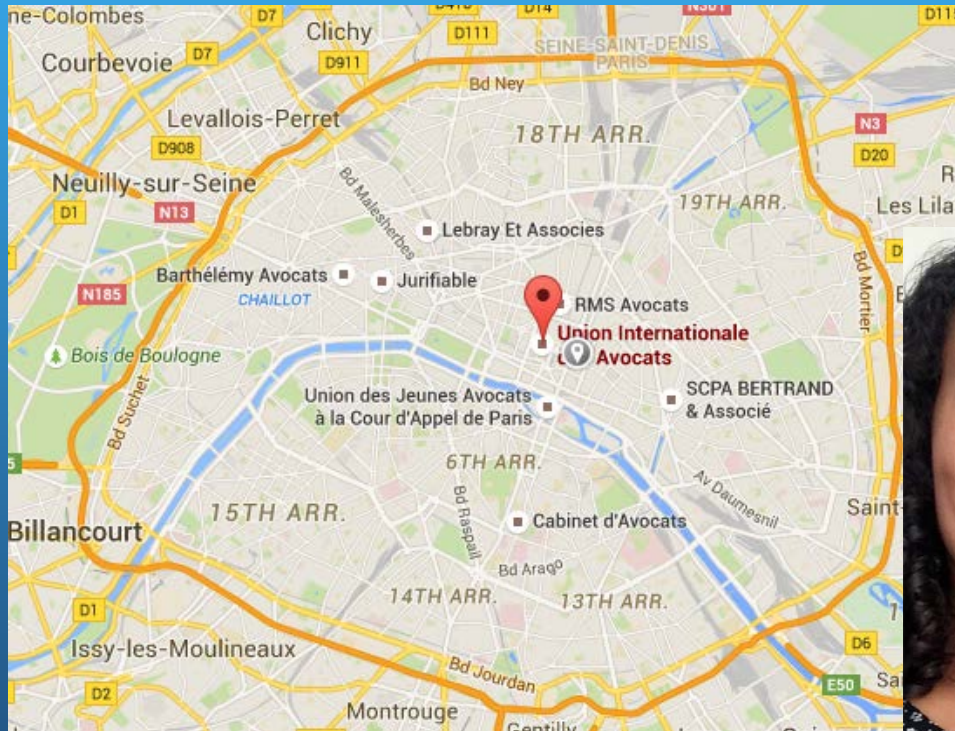 ne-Colombes
D7
D14
N301
Clichy
D111
Courbevoie
D7
D911
SEINE-SAINT-DENIS
PARIS
Bd Ney
Levallois-Perret
18TH ARR.
N3
D908
D20
Neuilly-sur-Seine
Bd Malesherbes
D1
N13
19TH ARR.
Les Lila
Lebray Et Associes
Barthélémy Avocats
Jurifiable
CHAILLOT
N185
RMS Avocats
Bd Mortier
Union Internationale
Avocats
Bois de Boulogne
Union des Jeunes Avocats
à la Cour d'Appel de Paris
SCPA BERTRAND
& Associé
Bd Suchet
6TH ARR.
Av Daumesnil
15TH ARR.
Bd Raspail
Cabinet d'Avocats
Saint-
Billancourt
Bd Arago
14TH ARR.
13TH ARR.
D1
Issy-les-Moulineaux
D6
Bd Jourdan
D2
E50
Sa
Montrouge
Gentilly